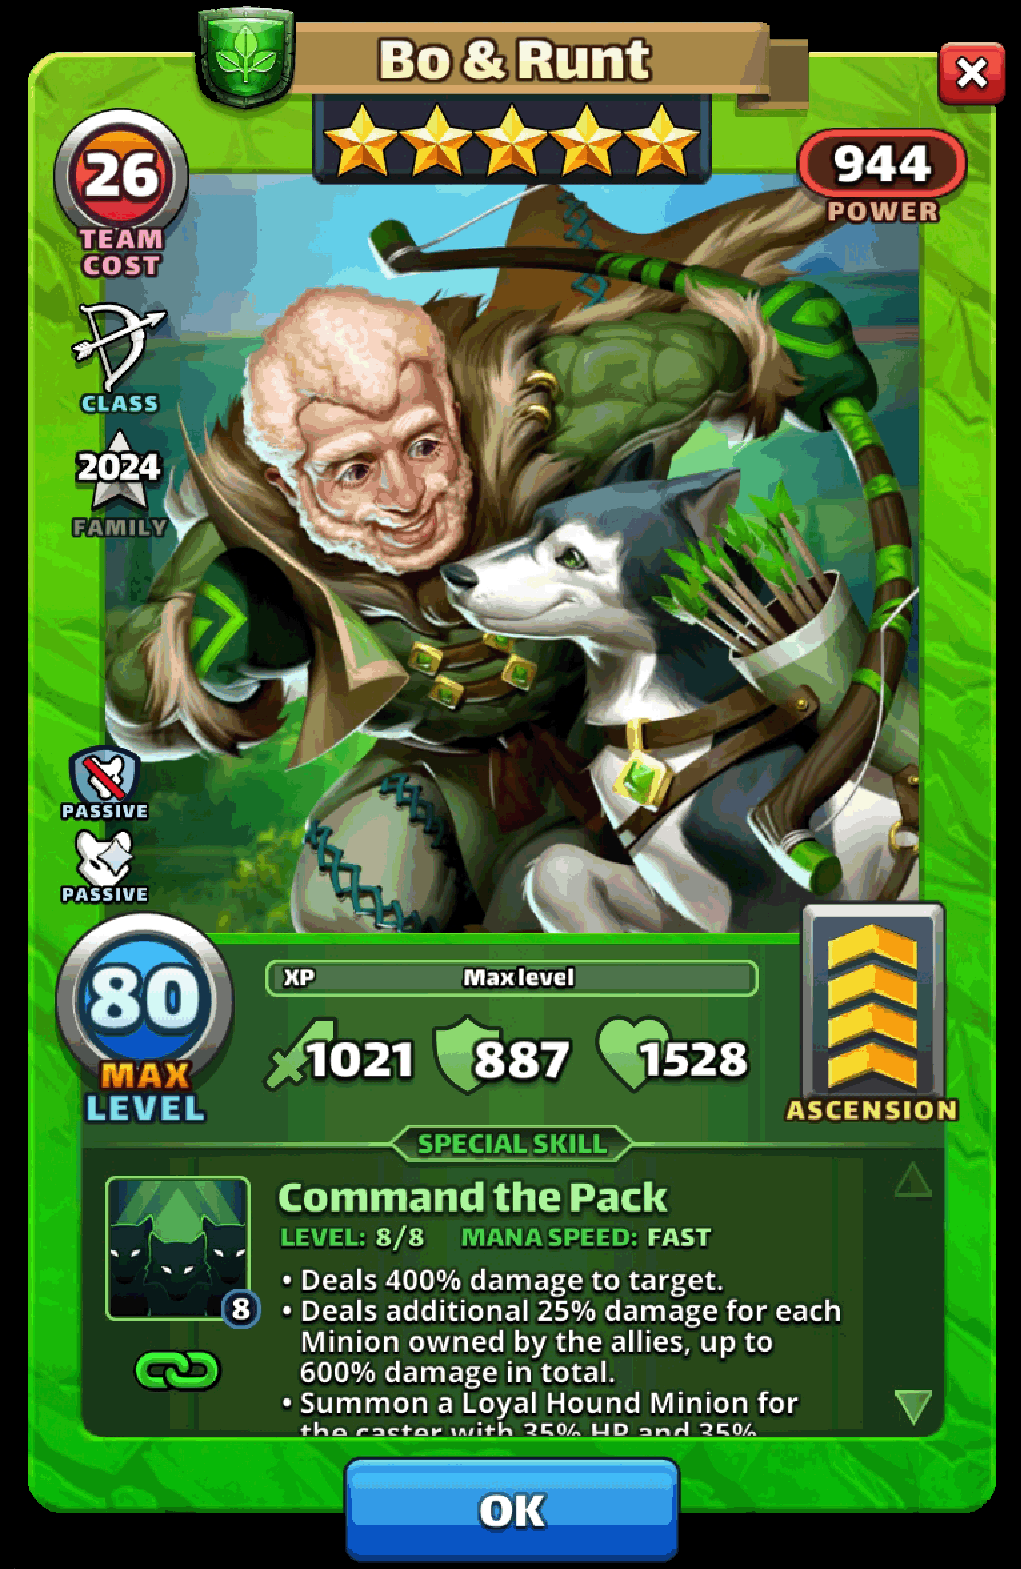 Bo & Runt
26
TEAM
COST
944
POWER
CLASS
2024
FAMILY
PASSIVE
PASSIVE
80
MAX
LEVEL
XP Max level
1021 887 1528
ASCENSION
SPECIAL SKILL
Command the Pack
LEVEL: 8/8 MANA SPEED: FAST
8
• Deals 400% damage to target.
• Deals additional 25% damage for each
Minion owned by the allies, up to
600% damage in total.
• Summon a Loyal Hound Minion for
the caster with 35% HP and 35%
OK